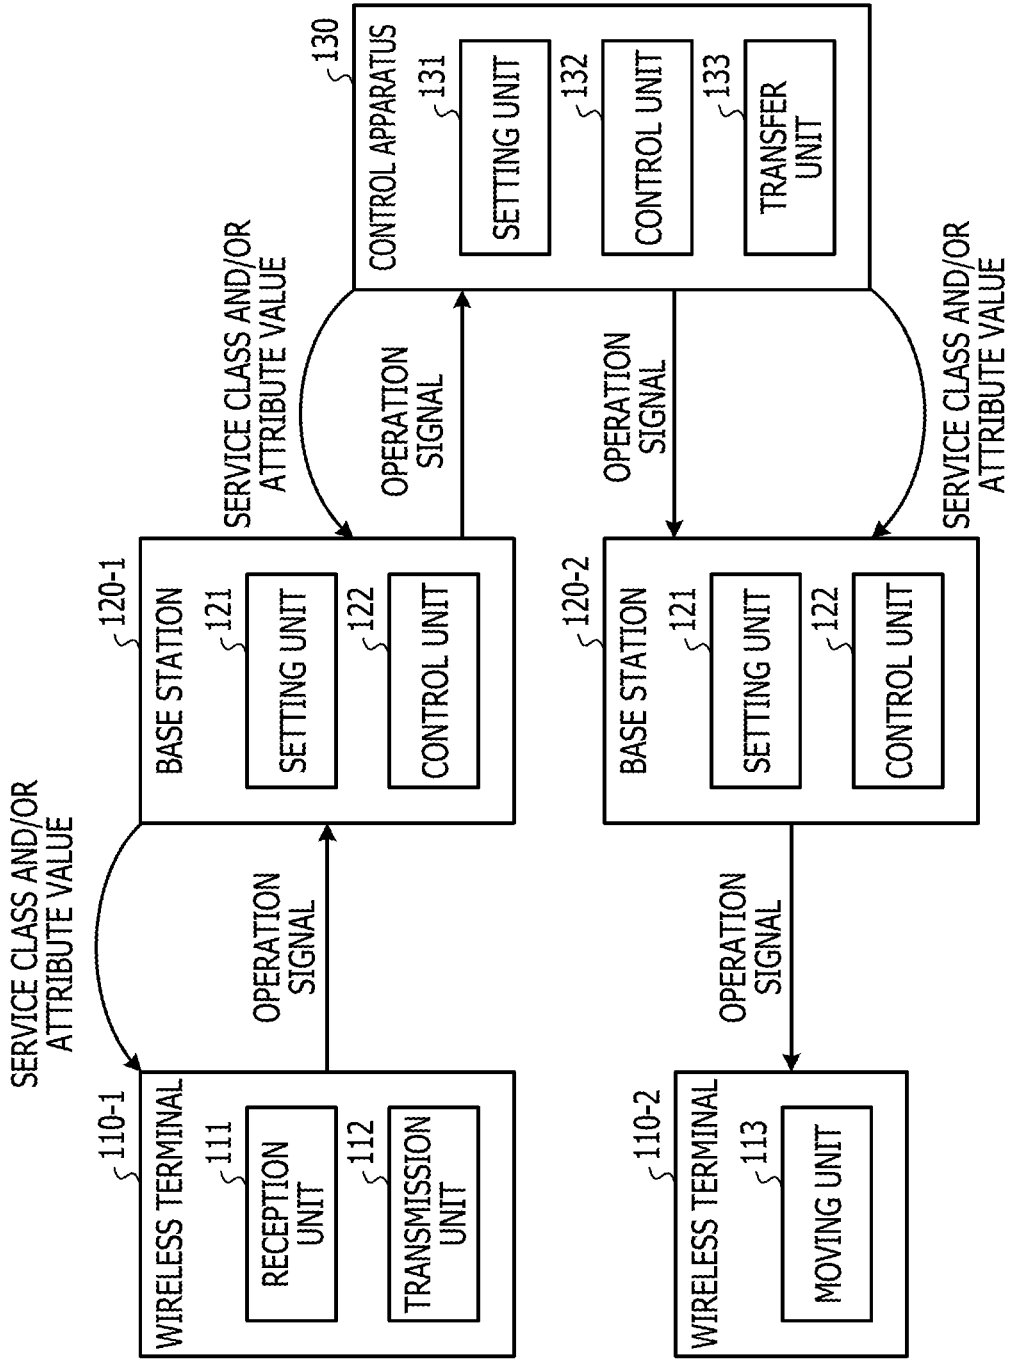 SERVICE CLASS AND/OR
ATTRIBUTE VALUE
SERVICE CLASS AND/OR
ATTRIBUTE VALUE
110-1
WIRELESS TERMINAL
111
RECEPTION
UNIT
112
TRANSMISSION
UNIT
OPERATION
SIGNAL
120-1
BASE STATION
121
SETTING UNIT
122
CONTROL UNIT
OPERATION
SIGNAL
130
CONTROL APPARATUS
131
SETTING UNIT
132
CONTROL UNIT
133
TRANSFER
UNIT
110-2
WIRELESS TERMINAL
113
MOVING UNIT
OPERATION
SIGNAL
120-2
BASE STATION
121
SETTING UNIT
122
CONTROL UNIT
OPERATION
SIGNAL
SERVICE CLASS AND/OR
ATTRIBUTE VALUE